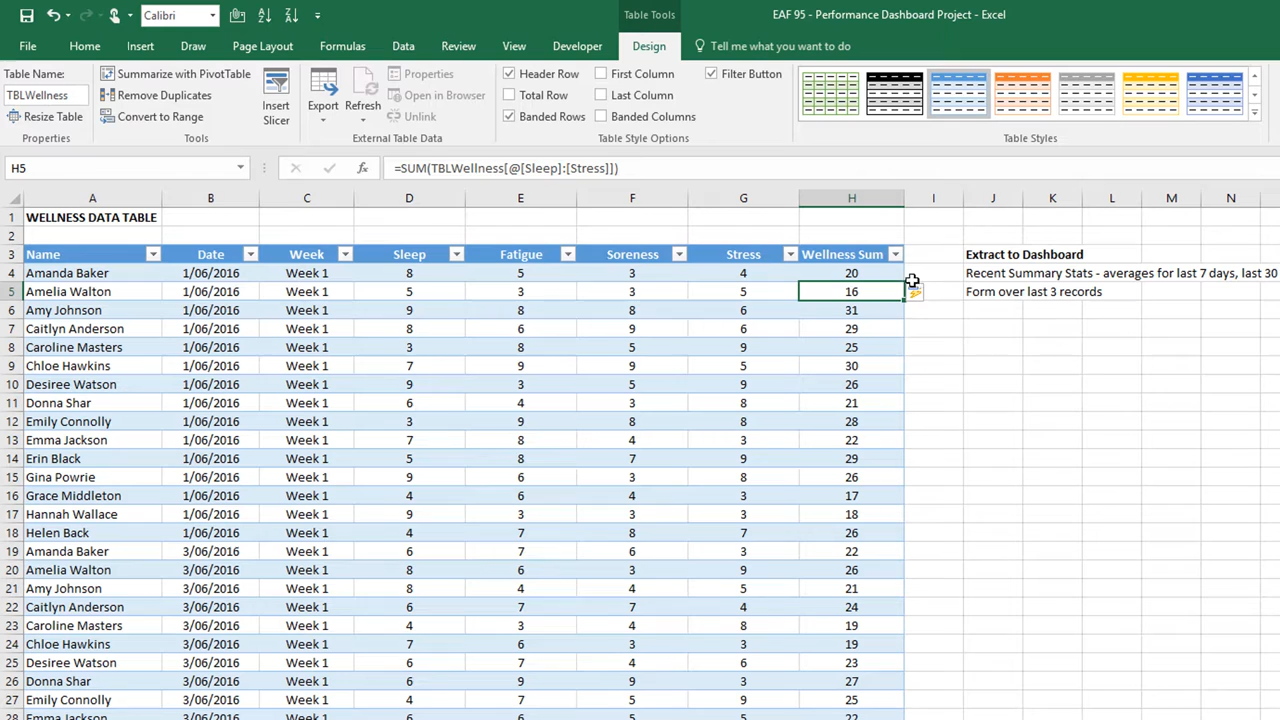 Calibri
Table Tools
EAF 95 - Performance Dashboard Project - Excel
File Home Insert Draw Page Layout Formulas Data Review View Developer Design Tell me what you want to do
Table Name:
TBLWellness
Resize Table
Properties
Summarize with PivotTable
Remove Duplicates
Convert to Range
Tools
Insert
Slicer
Export
Refresh
Properties
Open in Browser
Unlink
External Table Data
Header Row First Column Filter Button
Total Row Last Column
Banded Rows Banded Columns
Table Style Options
Table Styles
H5 fx =SUM(TBLWellness[@[Sleep]:[Stress]])
A B C D E F G H I J K L M N
1 WELLNESS DATA TABLE
2
3 Name Date Week Sleep Fatigue Soreness Stress Wellness Sum Extract to Dashboard
4 Amanda Baker 1/06/2016 Week 1 8 5 3 4 20 Recent Summary Stats - averages for last 7 days, last 30
5 Amelia Walton 1/06/2016 Week 1 5 3 3 5 16 Form over last 3 records
6 Amy Johnson 1/06/2016 Week 1 9 8 8 6 31
7 Caitlyn Anderson 1/06/2016 Week 1 9 8 6 6 29
8 Caroline Masters 1/06/2016 Week 1 3 8 5 9 25
9 Chloe Hawkins 1/06/2016 Week 1 7 9 9 5 30
10 Desiree Watson 1/06/2016 Week 1 9 3 5 9 26
11 Donna Shar 1/06/2016 Week 1 6 4 3 8 21
12 Emily Connolly 1/06/2016 Week 1 3 9 8 8 28
13 Emma Jackson 1/06/2016 Week 1 7 8 4 3 22
14 Erin Black 1/06/2016 Week 1 5 8 7 9 29
15 Gina Powrie 1/06/2016 Week 1 9 6 3 8 26
16 Grace Middleton 1/06/2016 Week 1 4 6 4 3 17
17 Hannah Wallace 1/06/2016 Week 1 9 3 3 3 18
18 Helen Back 1/06/2016 Week 1 4 7 8 7 26
19 Amanda Baker 3/06/2016 Week 1 6 7 6 3 22
20 Amelia Walton 3/06/2016 Week 1 8 6 3 9 26
21 Amy Johnson 3/06/2016 Week 1 8 4 4 5 21
22 Caitlyn Anderson 3/06/2016 Week 1 6 7 7 4 24
23 Caroline Masters 3/06/2016 Week 1 4 3 4 8 19
24 Chloe Hawkins 3/06/2016 Week 1 7 6 3 3 19
25 Desiree Watson 3/06/2016 Week 1 6 7 4 6 23
26 Donna Shar 3/06/2016 Week 1 6 9 9 3 27
27 Emily Connolly 3/06/2016 Week 1 4 7 5 9 25
28 Emma Jackson 3/06/2016 Week 1 6 6 5 5 22